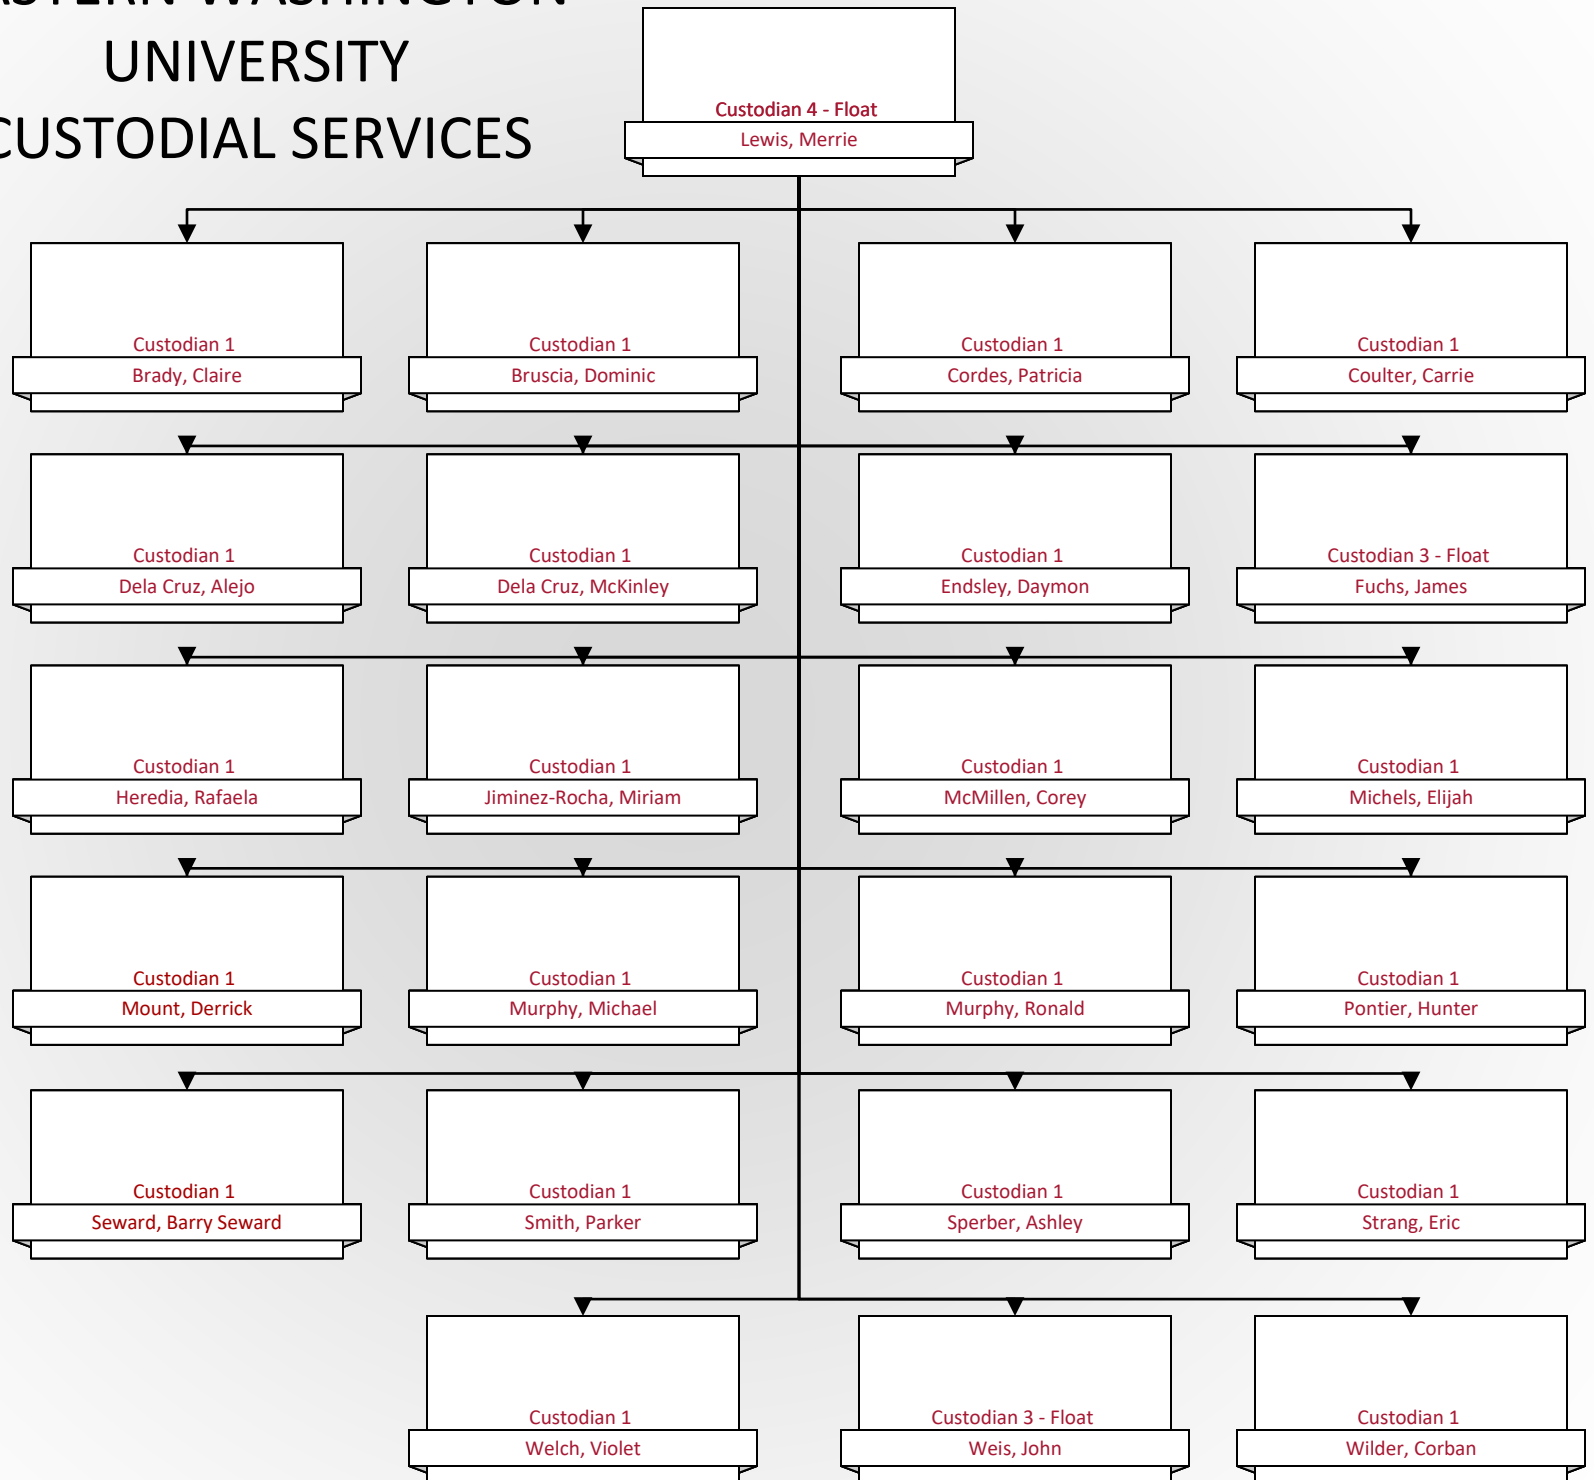 ASTERN WASHINGTON
UNIVERSITY
CUSTODIAL SERVICES
Custodian 4 - Float
Lewis, Merrie
Custodian 1
Brady, Claire
Custodian 1
Bruscia, Dominic
Custodian 1
Cordes, Patricia
Custodian 1
Coulter, Carrie
Custodian 1
Dela Cruz, Alejo
Custodian 1
Dela Cruz, McKinley
Custodian 1
Endsley, Daymon
Custodian 3 - Float
Fuchs, James
Custodian 1
Heredia, Rafaela
Custodian 1
Jiminez-Rocha, Miriam
Custodian 1
McMillen, Corey
Custodian 1
Michels, Elijah
Custodian 1
Mount, Derrick
Custodian 1
Murphy, Michael
Custodian 1
Murphy, Ronald
Custodian 1
Pontier, Hunter
Custodian 1
Seward, Barry Seward
Custodian 1
Smith, Parker
Custodian 1
Sperber, Ashley
Custodian 1
Strang, Eric
Custodian 1
Welch, Violet
Custodian 3 - Float
Weis, John
Custodian 1
Wilder, Corban